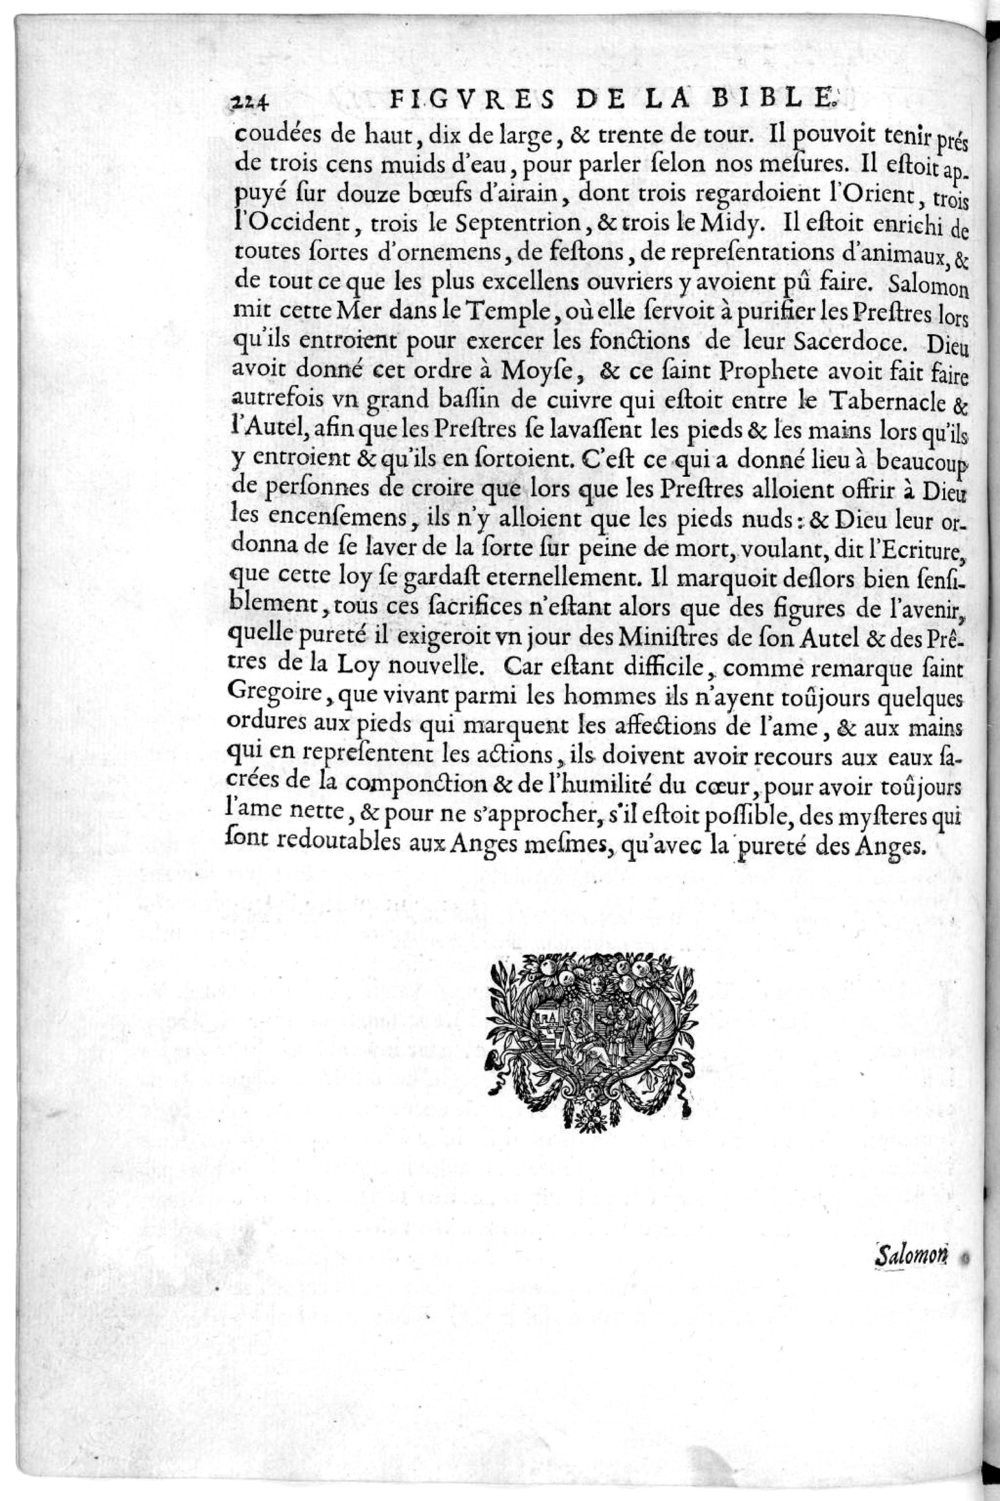 224 FIGVRES DE LA BIBLE.
coudées de haut, dix de large, & trente de tour. Il pouvoit tenir prés
de trois cens muids d'eau, pour parler ſelon nos meſures. Il eſtoit ap-
puyé ſur douze bœufs d'airain, dont trois regardoient l'Orient, trois
l'Occident, trois le Septentrion, & trois le Midy. Il eſtoit enrichi de
toutes ſortes d'ornemens, de feſtons, de repreſentations d'animaux, &
de tout ce que les plus excellens ouvriers y avoient pû faire. Salomon
mit cette Mer dans le Temple, où elle ſervoit à purifier les Preſtres lors
qu'ils entroient pour exercer les fonctions de leur Sacerdoce. Dieu
avoit donné cet ordre à Moyſe, & ce ſaint Prophete avoit fait faire
autrefois vn grand baſſin de cuivre qui eſtoit entre le Tabernacle &
l'Autel, afin que les Preſtres ſe lavaſſent les pieds & les mains lors qu'ils
y entroient & qu'ils en ſortoient. C'eſt ce qui a donné lieu à beaucoup
de perſonnes de croire que lors que les Preſtres alloient offrir à Dieu
les encenſemens, ils n'y alloient que les pieds nuds: & Dieu leur or-
donna de ſe laver de la ſorte ſur peine de mort, voulant, dit l'Ecriture,
que cette loy ſe gardaſt eternellement. Il marquoit deſlors bien ſenſi-
blement, tous ces ſacrifices n'eſtant alors que des figures de l'avenir,
quelle pureté il exigeroit vn jour des Miniſtres de ſon Autel & des Prê-
tres de la Loy nouvelle. Car eſtant difficile, comme remarque ſaint
Gregoire, que vivant parmi les hommes ils n'ayent toûjours quelques
ordures aux pieds qui marquent les affections de l'ame, & aux mains
qui en repreſentent les actions, ils doivent avoir recours aux eaux ſa-
crées de la componction & de l'humilité du cœur, pour avoir toûjours
l'ame nette, & pour ne s'approcher, s'il eſtoit poſſible, des myſteres qui
ſont redoutables aux Anges meſmes, qu'avec la pureté des Anges.
Salomon